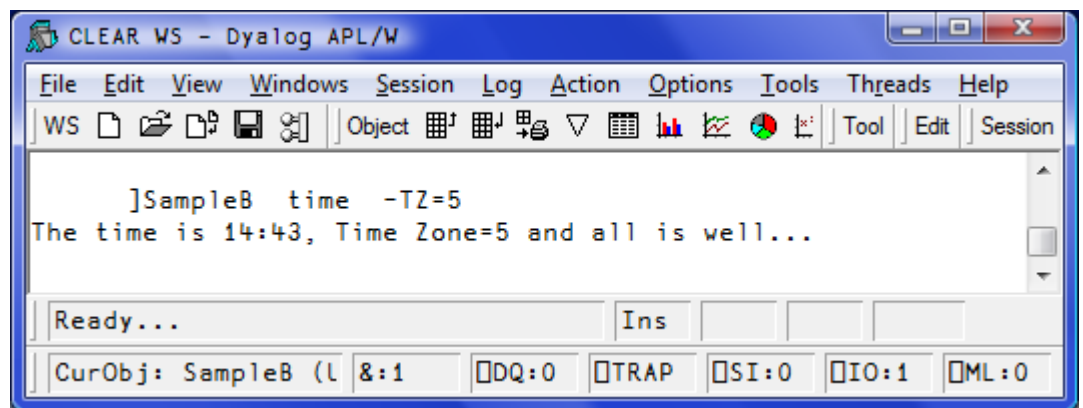 CLEAR WS - Dyalog APL/W
File Edit View Windows Session Log Action Options Tools Threads Help
WS Object Tool Edit Session
]SampleB time -TZ=5
The time is 14:43, Time Zone=5 and all is well...
Ready... Ins
CurObj: SampleB (U &:1 ⎕DQ:0 ⎕TRAP ⎕SI:0 ⎕IO:1 ⎕ML:0